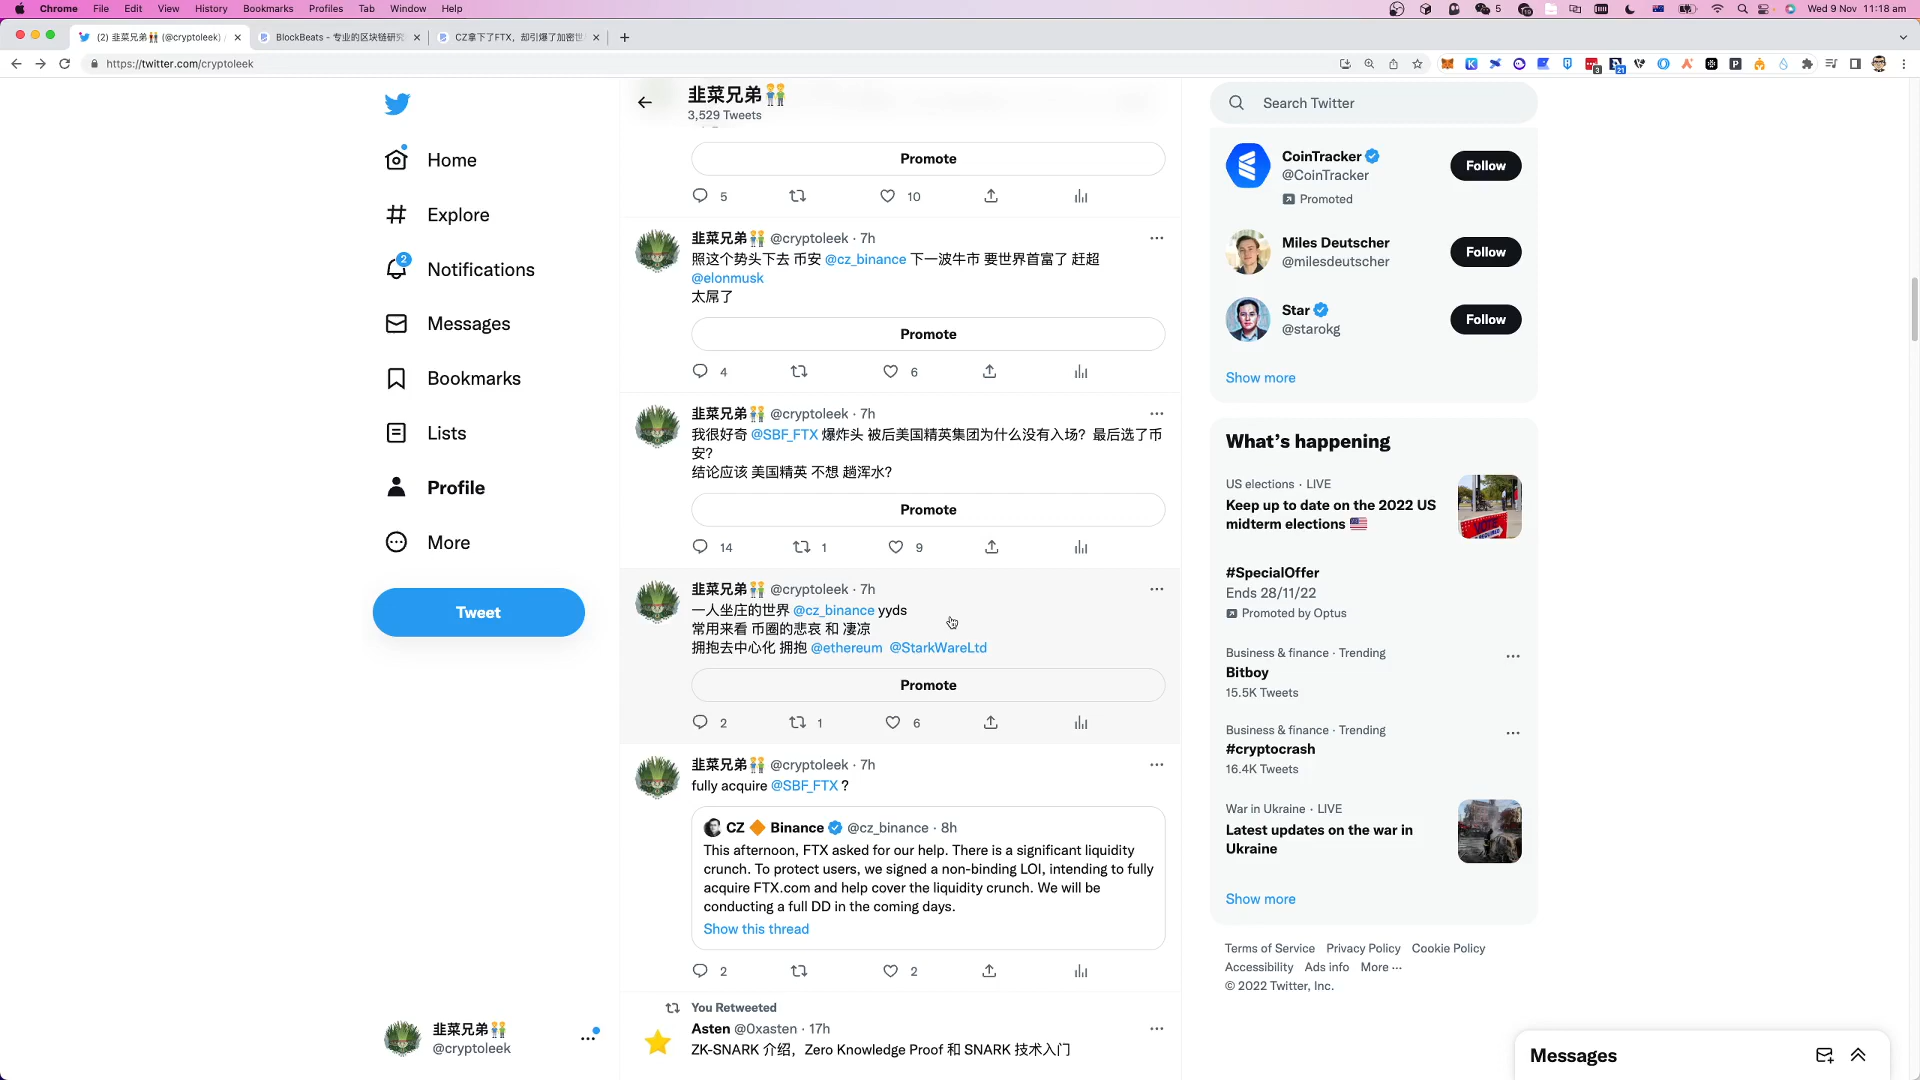 Chrome File Edit View History Bookmarks Profiles Tab Window Help
5
Wed 9 Nov 11:18 am
(2) 韭菜兄弟 (@cryptoleek) /
BlockBeats - 专业的区块链研究
CZ拿下了FTX，却引爆了加密世
https://twitter.com/cryptoleek
3
21
韭菜兄弟
3,529 Tweets
Home
Explore
2
Notifications
Messages
Bookmarks
Lists
Profile
More
Tweet
韭菜兄弟
@cryptoleek
Promote
5 10
韭菜兄弟 @cryptoleek · 7h
照这个势头下去 币安 @cz_binance 下一波牛市 要世界首富了 赶超
@elonmusk
太屌了
Promote
4 6
韭菜兄弟 @cryptoleek · 7h
我很好奇 @SBF_FTX 爆炸头 被后美国精英集团为什么没有入场？最后选了币
安？
结论应该 美国精英 不想 趟浑水？
Promote
14 1 9
韭菜兄弟 @cryptoleek · 7h
一人坐庄的世界 @cz_binance yyds
常用来看 币圈的悲哀 和 凄凉
拥抱去中心化 拥抱 @ethereum @StarkWareLtd
Promote
2 1 6
韭菜兄弟 @cryptoleek · 7h
fully acquire @SBF_FTX ?
CZ Binance @cz_binance · 8h
This afternoon, FTX asked for our help. There is a significant liquidity
crunch. To protect users, we signed a non-binding LOI, intending to fully
acquire FTX.com and help cover the liquidity crunch. We will be
conducting a full DD in the coming days.
Show this thread
2 2
You Retweeted
Asten @0xasten · 17h
ZK-SNARK 介绍，Zero Knowledge Proof 和 SNARK 技术入门
Search Twitter
CoinTracker
@CoinTracker
Promoted
Follow
Miles Deutscher
@milesdeutscher
Follow
Star
@starokg
Follow
Show more
What's happening
US elections · LIVE
Keep up to date on the 2022 US
midterm elections
VOTE
#SpecialOffer
Ends 28/11/22
Promoted by Optus
Business & finance · Trending
Bitboy
15.5K Tweets
Business & finance · Trending
#cryptocrash
16.4K Tweets
War in Ukraine · LIVE
Latest updates on the war in
Ukraine
Show more
Terms of Service Privacy Policy Cookie Policy
Accessibility Ads info More ···
© 2022 Twitter, Inc.
Messages